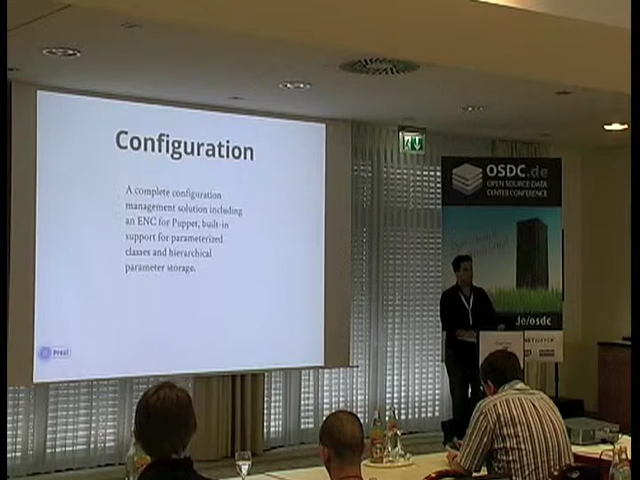 Configuration
A complete configuration
management solution including
an ENC for Puppet, built-in
support for parameterized
classes and hierarchical
parameter storage.
OSDC.de
OPEN SOURCE DATA
CENTER CONFERENCE
.de/osdc